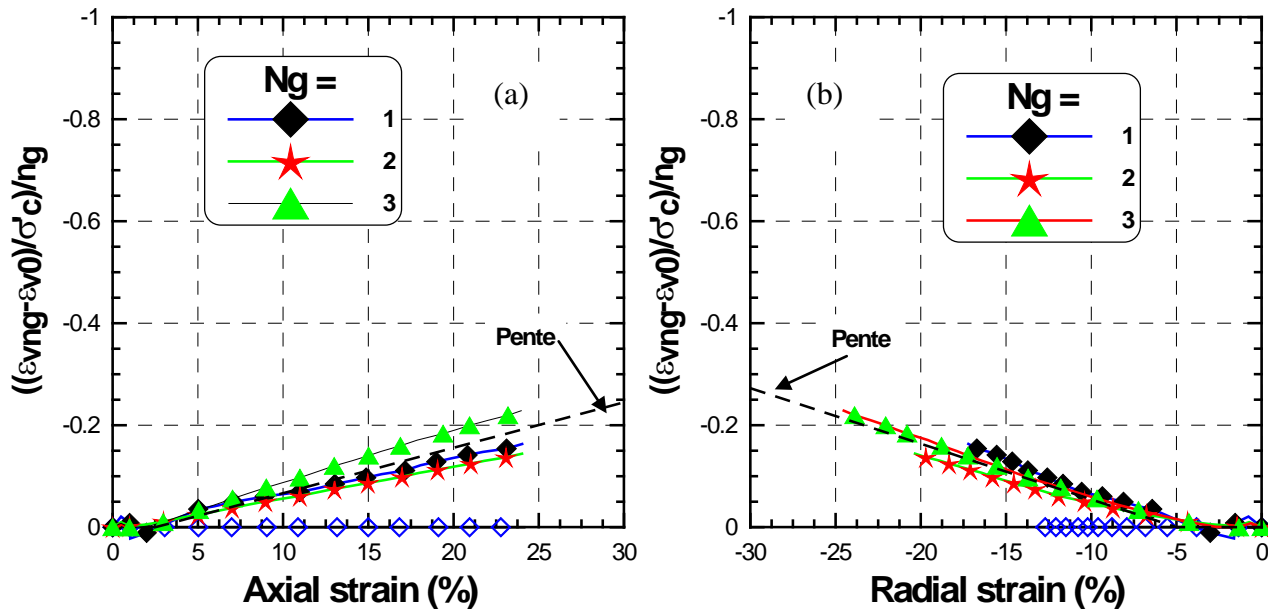 -1
-0.8
-0.6
-0.4
-0.2
0
((εvng-εv0)/σ'c)/ng
Ng =
1
2
3
(a)
Pente
0 5 10 15 20 25 30
Axial strain (%)
-1
-0.8
-0.6
-0.4
-0.2
0
((εvng-εv0)/σ'c)/ng
(b)
Ng =
1
2
3
Pente
-30 -25 -20 -15 -10 -5 0
Radial strain (%)